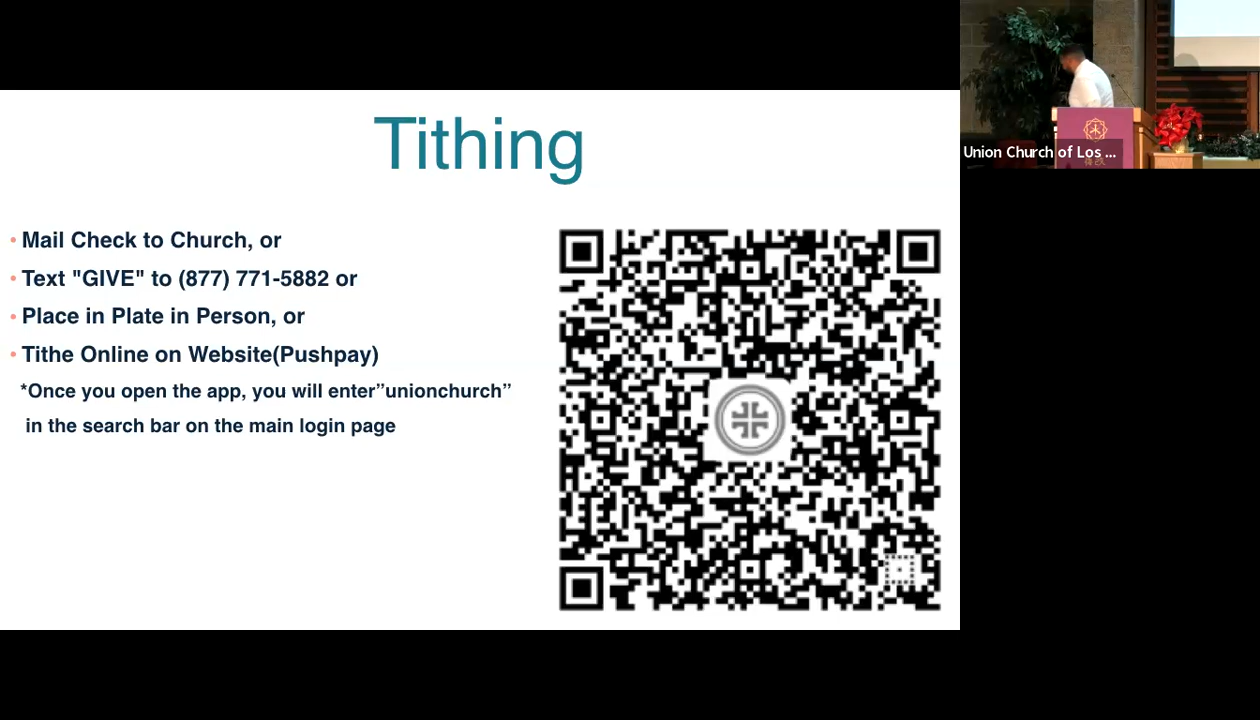 Tithing
• Mail Check to Church, or
• Text "GIVE" to (877) 771-5882 or
• Place in Plate in Person, or
• Tithe Online on Website(Pushpay)
*Once you open the app, you will enter”unionchurch”
in the search bar on the main login page
Union Church of Los ...